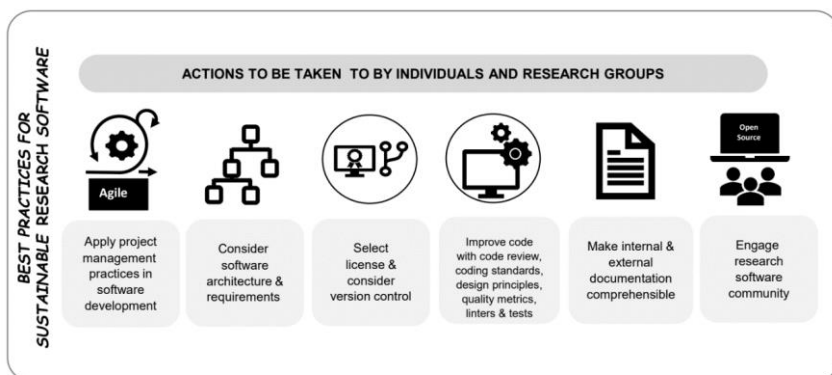 BEST PRACTICES FOR
SUSTAINABLE RESEARCH SOFTWARE
ACTIONS TO BE TAKEN TO BY INDIVIDUALS AND RESEARCH GROUPS
Agile
Open
Source
Apply project
management
practices in
software
development
Consider
software
architecture &
requirements
Select
license &
consider
version control
Improve code
with code review,
coding standards,
design principles,
quality metrics,
linters & tests
Make internal &
external
documentation
comprehensible
Engage
research
software
community